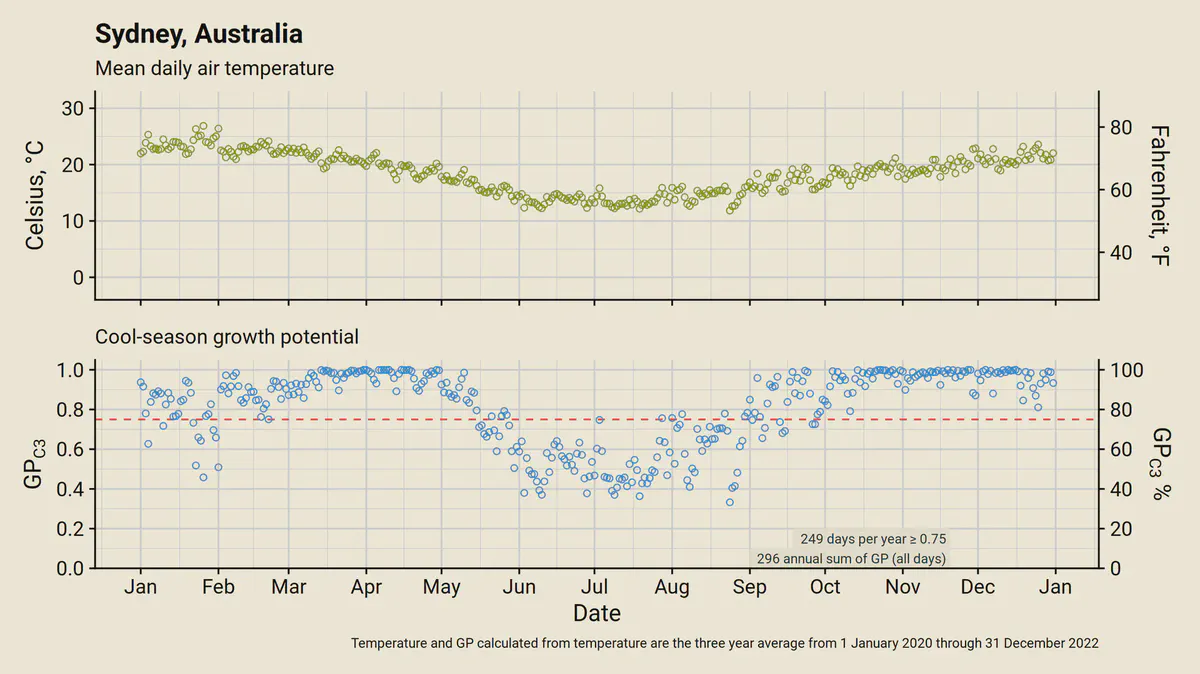 Sydney, Australia
Mean daily air temperature
30
20
10
0
Celsius, °C
80
60
40
Fahrenheit, °F
Cool-season growth potential
1.0
0.8
0.6
0.4
0.2
0.0
GPC3
100
80
60
40
20
0
GPC3 %
249 days per year ≥ 0.75
296 annual sum of GP (all days)
Jan Feb Mar Apr May Jun Jul Aug Sep Oct Nov Dec Jan
Date
Temperature and GP calculated from temperature are the three year average from 1 January 2020 through 31 December 2022